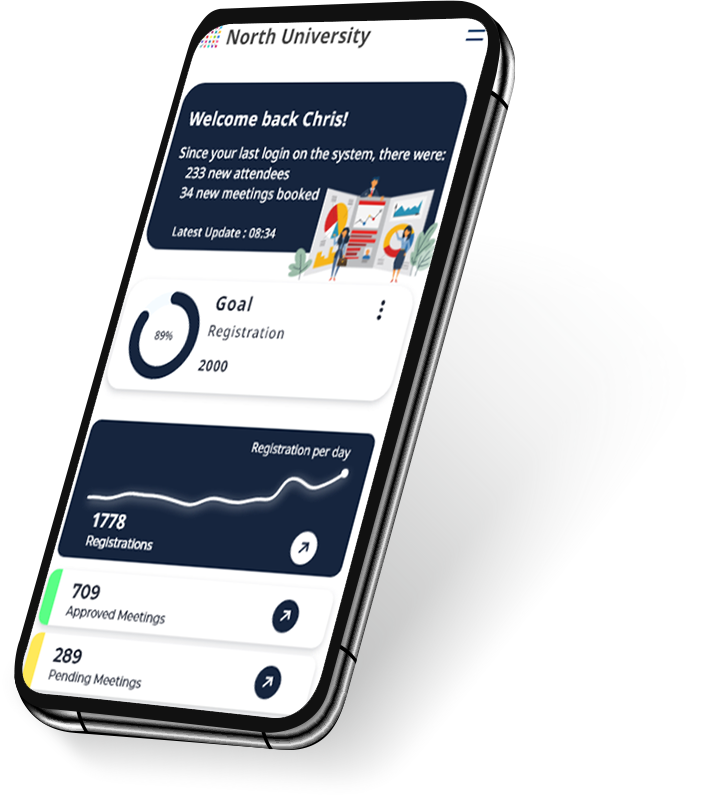 North University
Welcome back Chris!
Since your last login on the system, there were:
233 new attendees
34 new meetings booked
Latest Update : 08:34
89%
Goal
Registration
2000
Registration per day
1778
Registrations
709
Approved Meetings
289
Pending Meetings